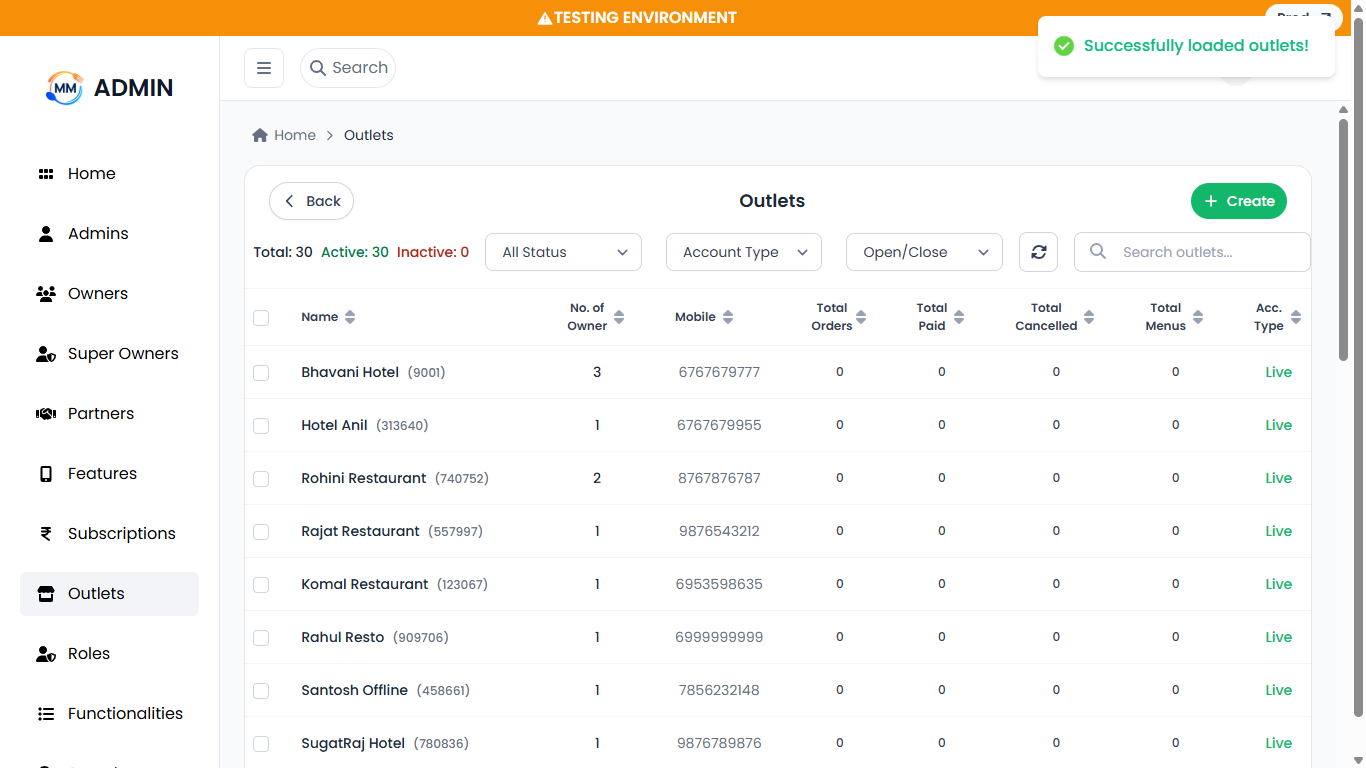 TESTING ENVIRONMENT
Successfully loaded outlets!
MM ADMIN
Search
Home
Admins
Owners
Super Owners
Partners
Features
Subscriptions
Outlets
Roles
Functionalities
Home > Outlets
Back
Outlets
+ Create
Total: 30 Active: 30 Inactive: 0
All Status
Account Type
Open/Close
Search outlets...
Name No. of Owner Mobile Total Orders Total Paid Total Cancelled Total Menus Acc. Type
Bhavani Hotel (9001) 3 6767679777 0 0 0 0 Live
Hotel Anil (313640) 1 6767679955 0 0 0 0 Live
Rohini Restaurant (740752) 2 8767876787 0 0 0 0 Live
Rajat Restaurant (557997) 1 9876543212 0 0 0 0 Live
Komal Restaurant (123067) 1 6953598635 0 0 0 0 Live
Rahul Resto (909706) 1 6999999999 0 0 0 0 Live
Santosh Offline (458661) 1 7856232148 0 0 0 0 Live
SugatRaj Hotel (780836) 1 9876789876 0 0 0 0 Live